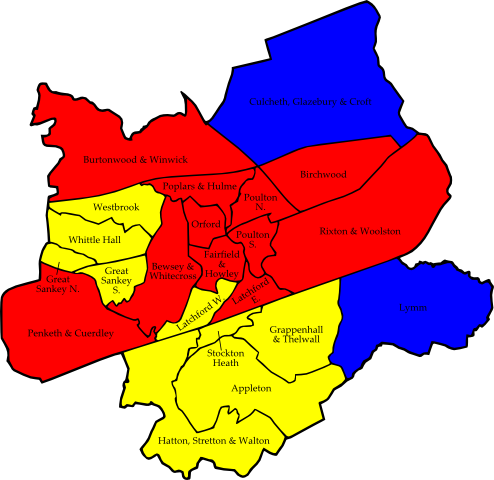 Culcheth, Glazebury & Croft
Burtonwood & Winwick
Birchwood
Poplars & Hulme
Poulton
N.
Westbrook
Orford
Whittle Hall
Poulton
S.
Rixton & Woolston
Fairfield
&
Howley
Bewsey &
Whitecross
Great
Sankey N.
Great
Sankey
S.
Latchford
E.
Latchford W.
Lymm
Penketh & Cuerdley
Grappenhall
& Thelwall
Stockton
Heath
Appleton
Hatton, Stretton & Walton